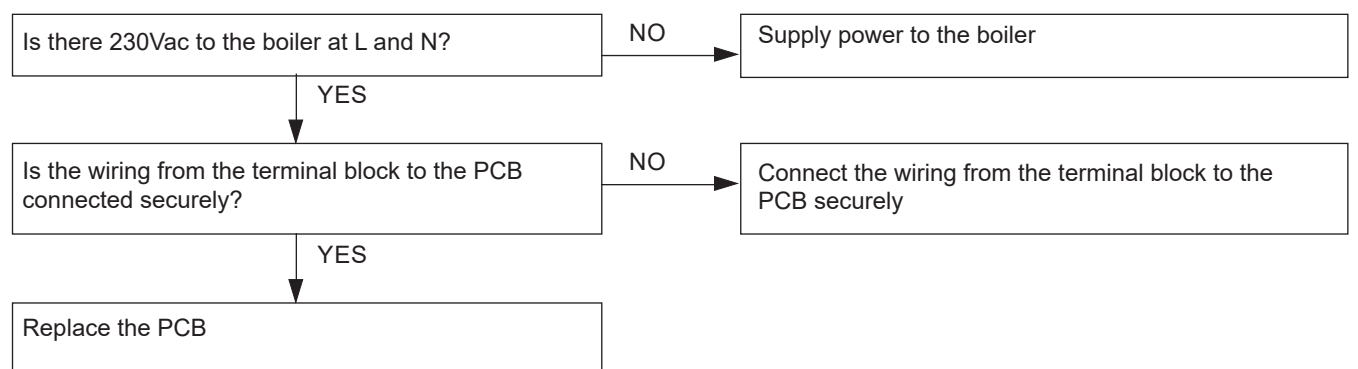 Is there 230Vac to the boiler at L and N?
NO
Supply power to the boiler
YES
Is the wiring from the terminal block to the PCB
connected securely?
NO
Connect the wiring from the terminal block to the
PCB securely
YES
Replace the PCB